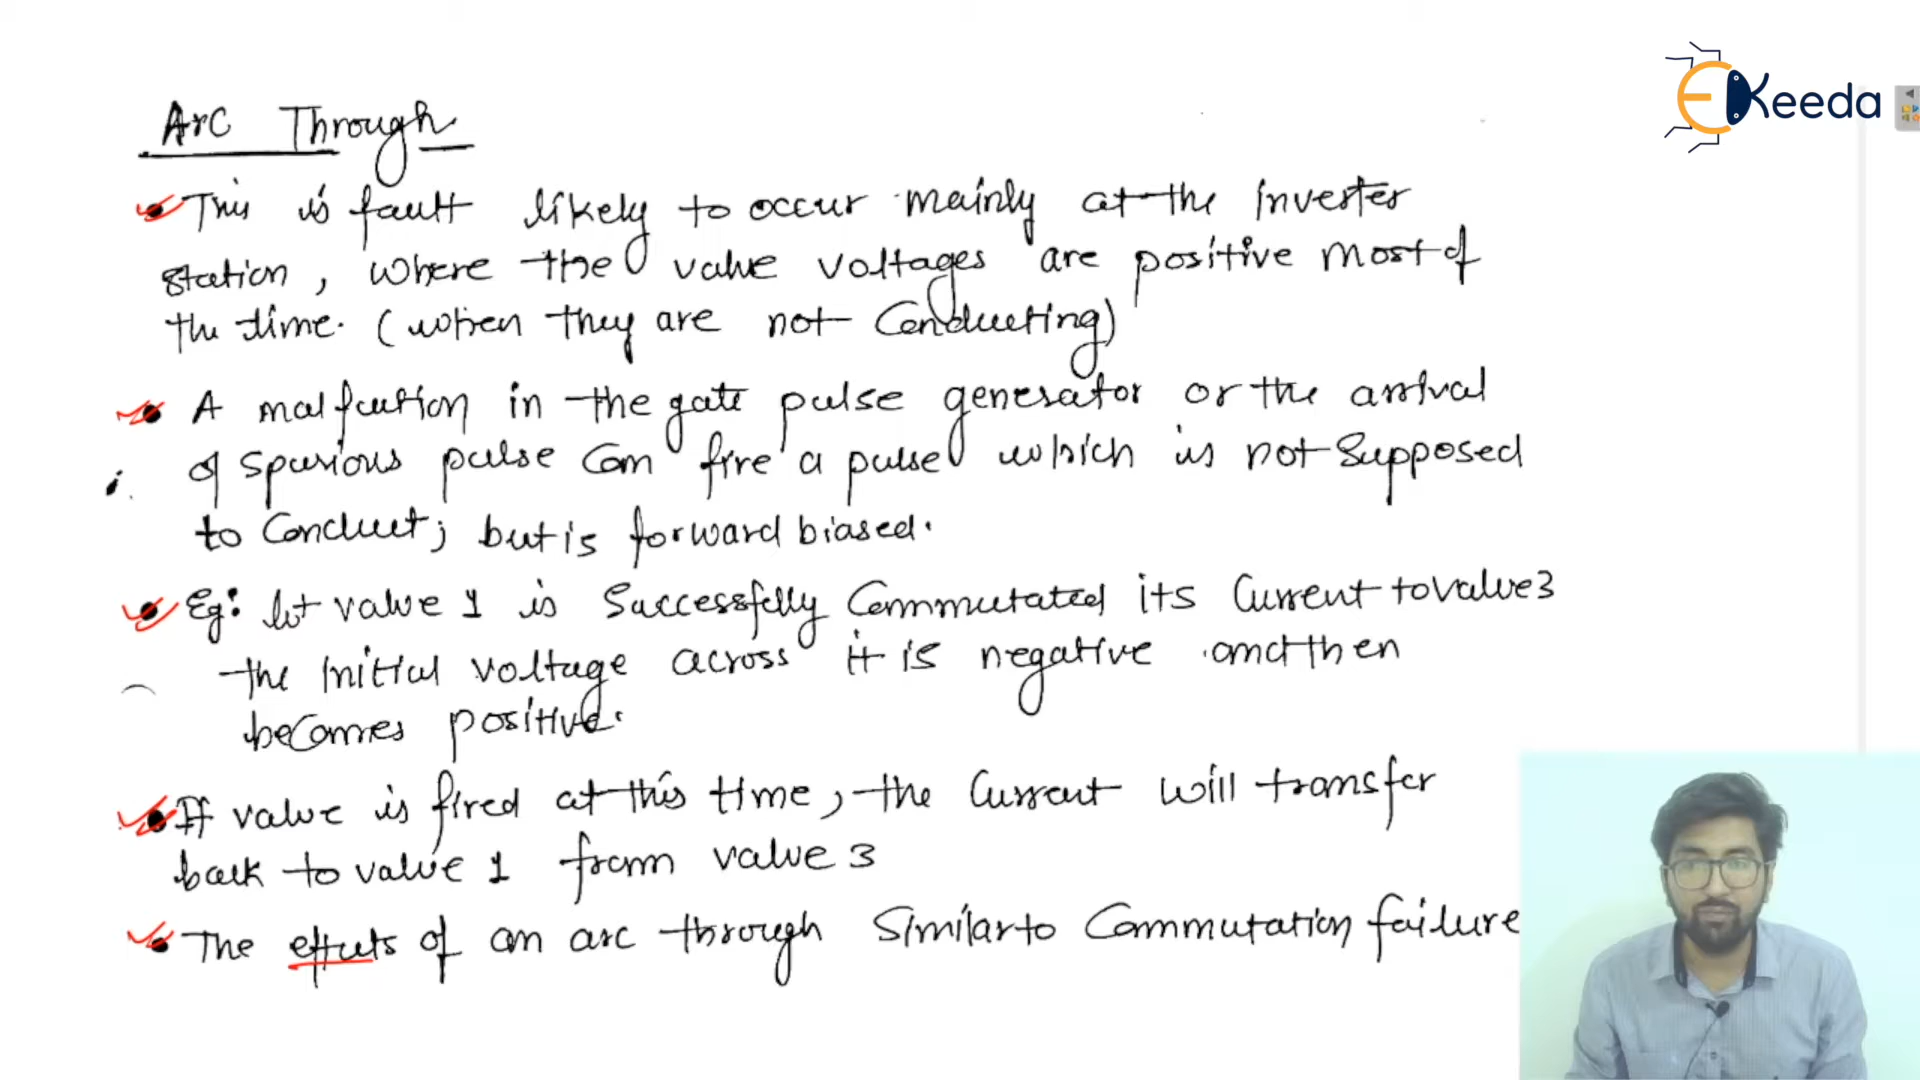 EKeeda
Arc Through
This is fault likely to occur mainly at the inverter
station, where the valve voltages are positive most of
the time. (when they are not Conducting)
A malfcution in the gate pulse generator or the arrival
of spurious pulse Can fire a pulse which is not supposed
to Conduct; but is forward biased.
Eg: let valve 1 is Successfully Commutated its Current to valve 3
the initial voltage across it is negative and then
becomes positive.
If valve is fired at this time, the Current will transfer
back to valve 1 from valve 3
The effects of an arc through Similar to Commutation failure